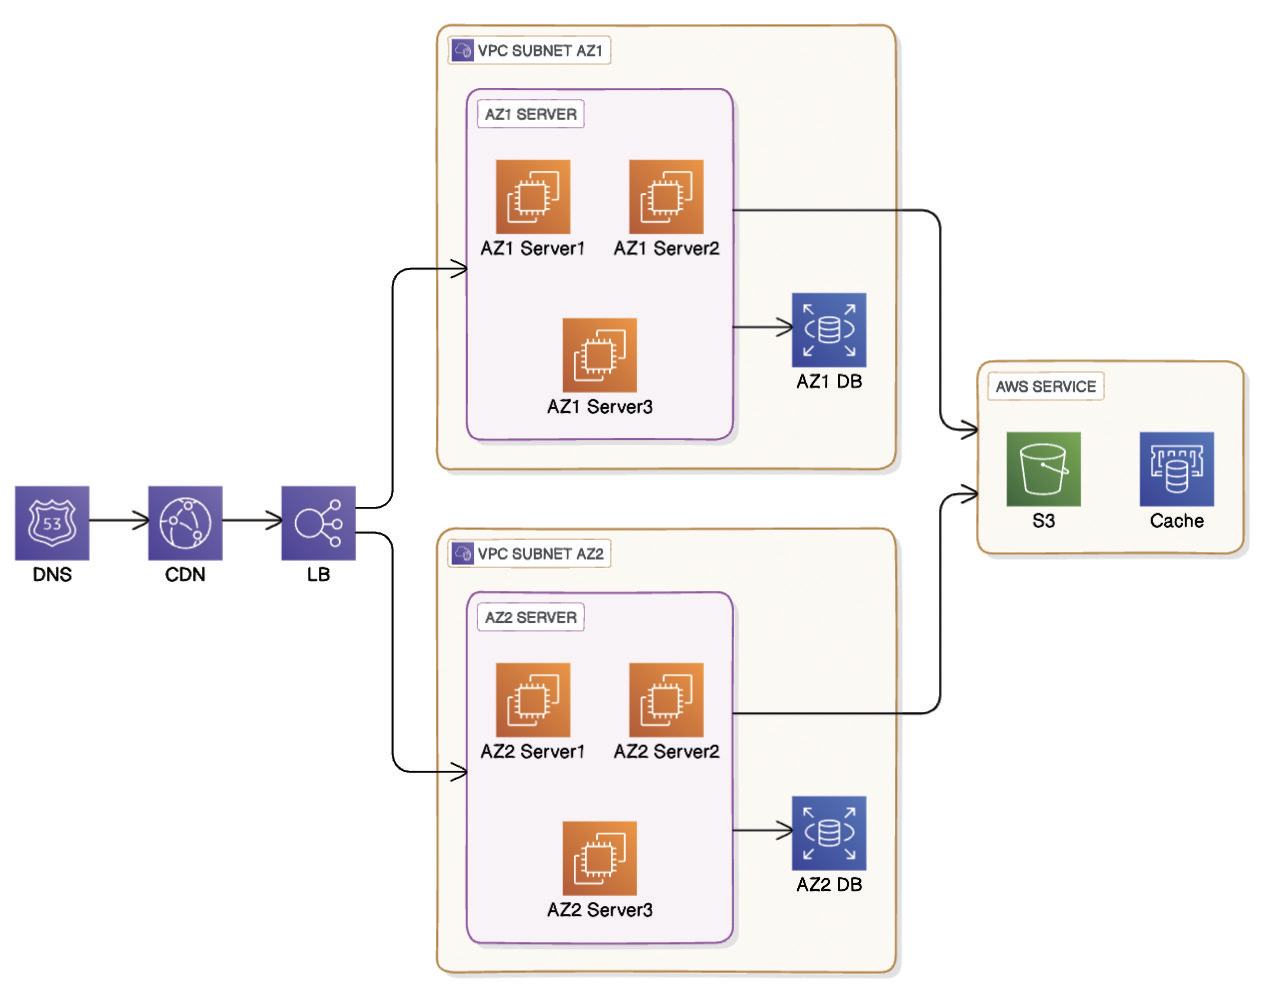 VPC SUBNET AZ1
AZ1 SERVER
AZ1 Server1
AZ1 Server2
AZ1 Server3
AZ1 DB
AWS SERVICE
S3
Cache
53
DNS
CDN
LB
VPC SUBNET AZ2
AZ2 SERVER
AZ2 Server1
AZ2 Server2
AZ2 Server3
AZ2 DB